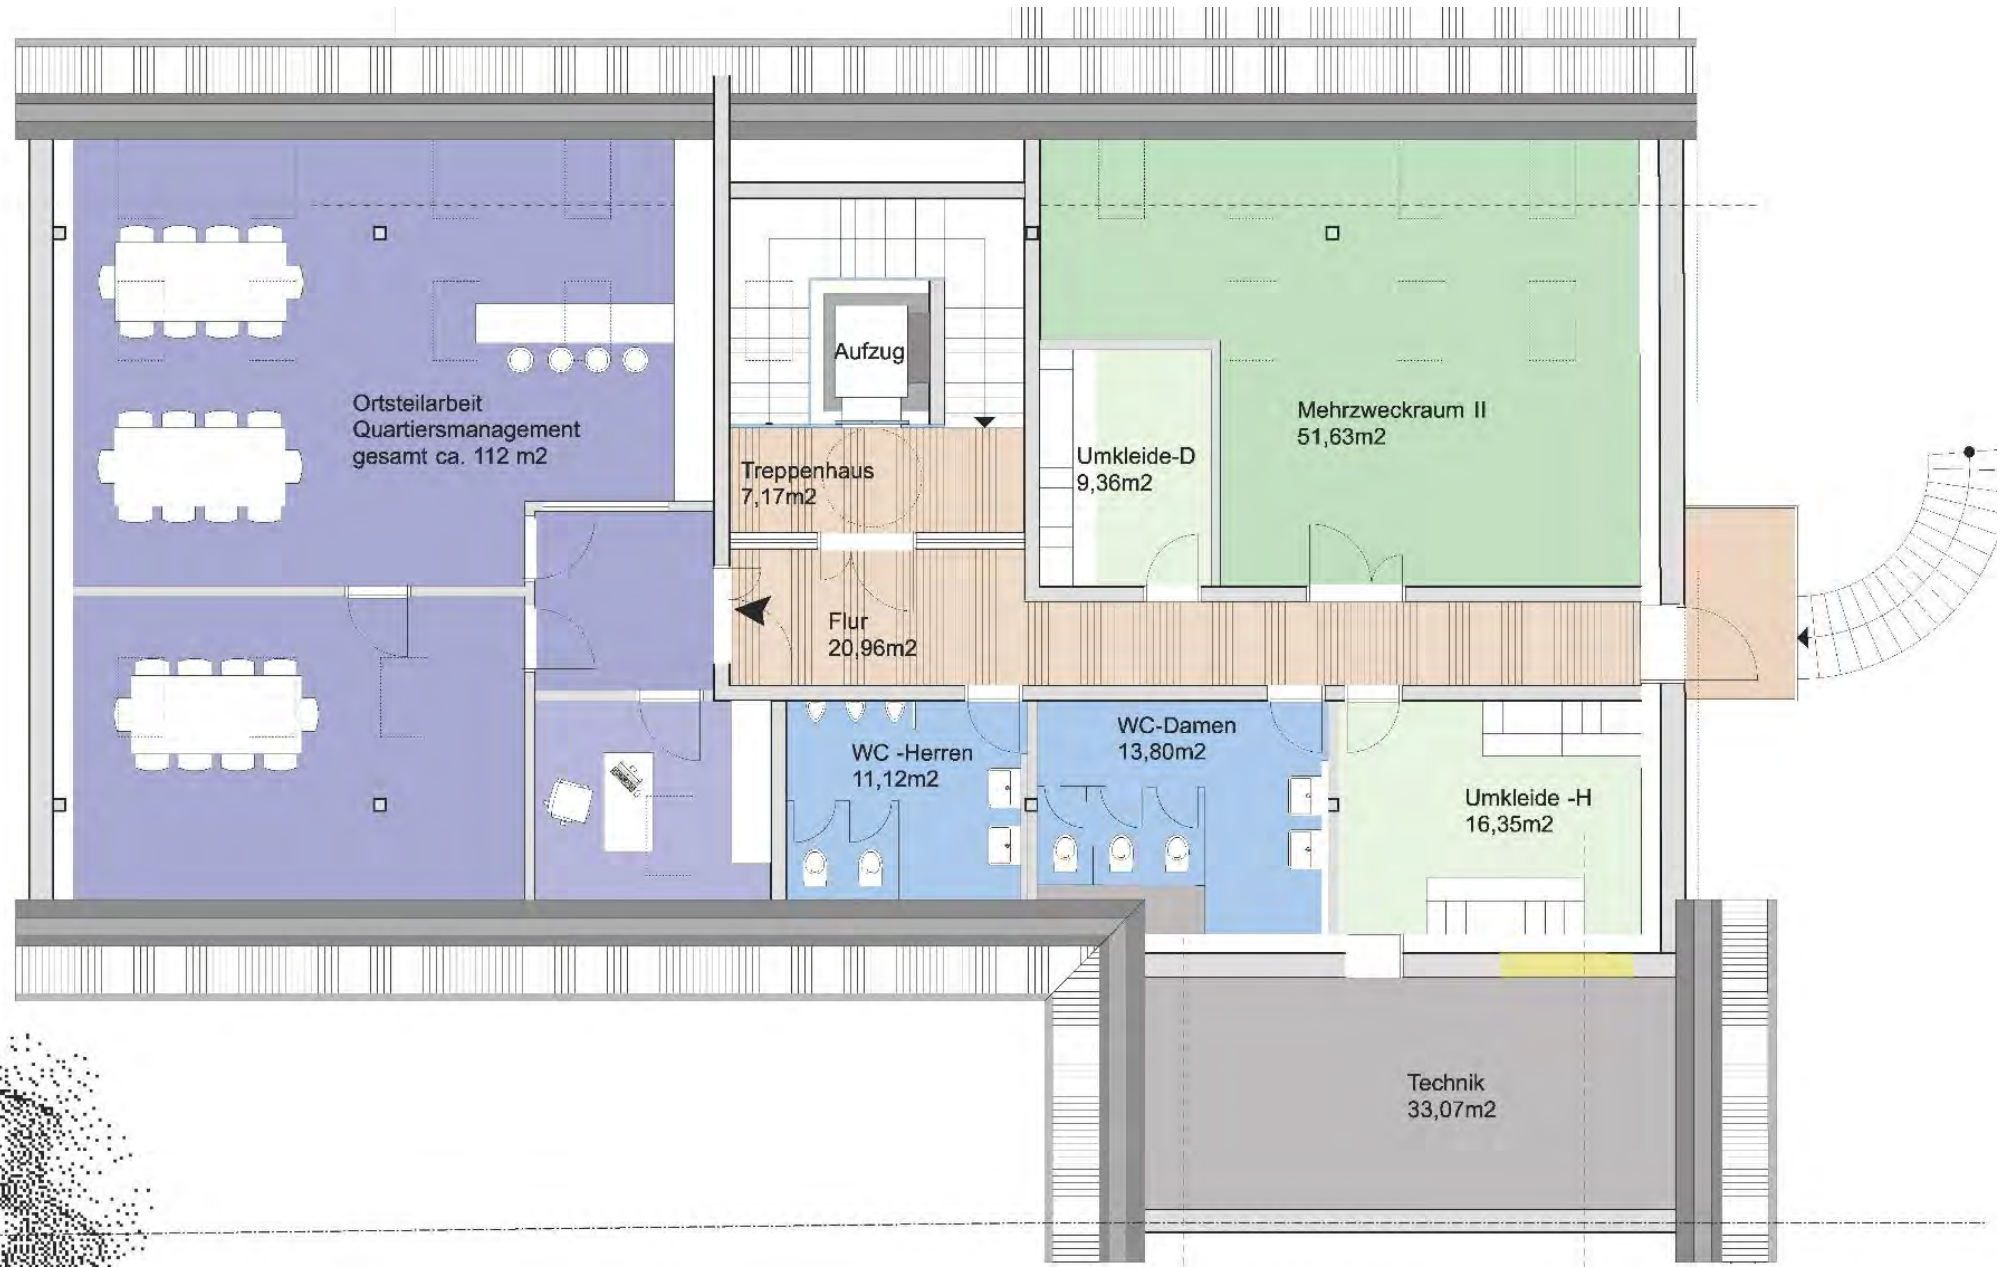 Aufzug
Ortsteilarbeit
Quartiersmanagement
gesamt ca. 112 m2
Mehrzweckraum II
51,63m2
Umkleide-D
9,36m2
Treppenhaus
7,17m2
Flur
20,96m2
WC -Herren
11,12m2
WC-Damen
13,80m2
Umkleide -H
16,35m2
Technik
33,07m2